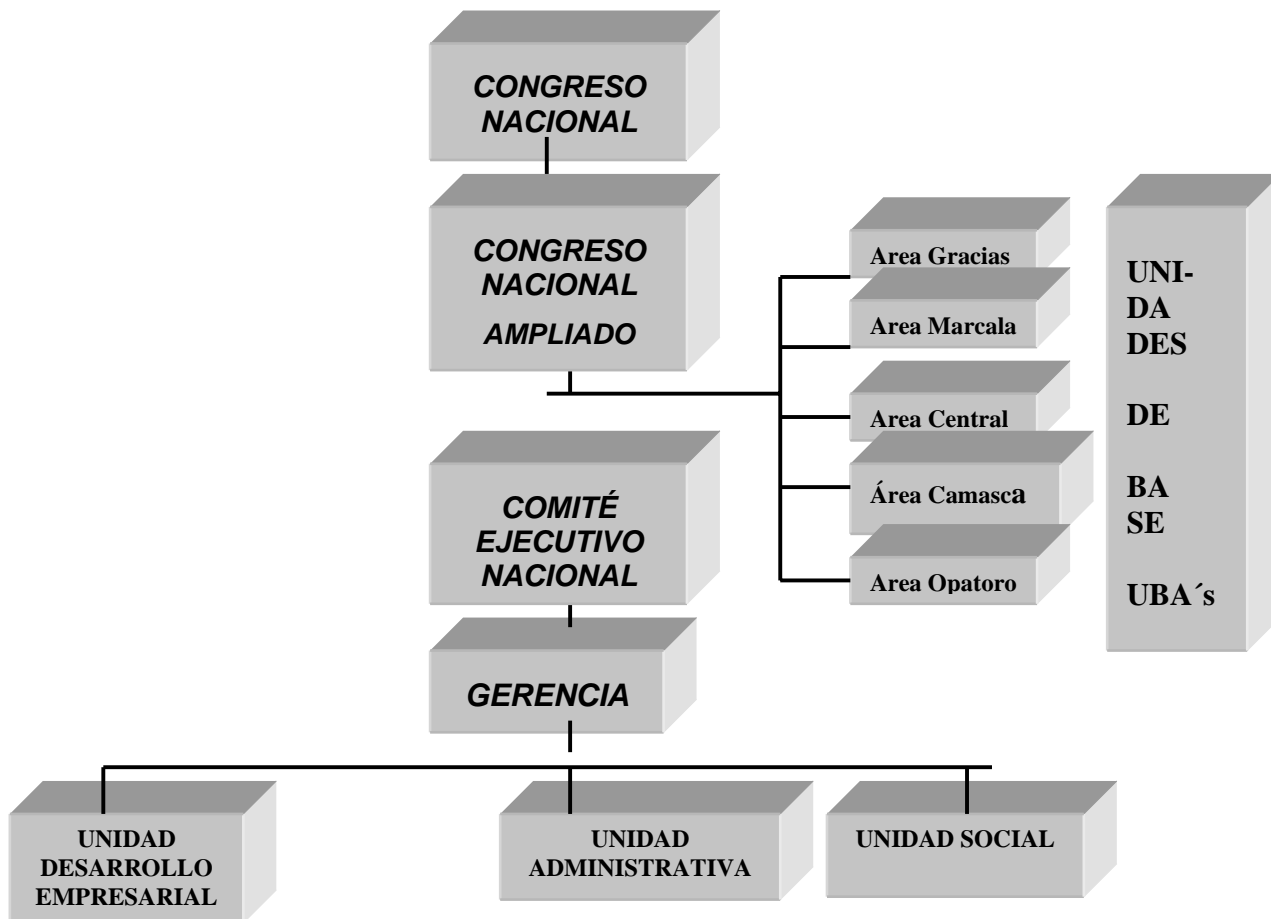 CONGRESO
NACIONAL
CONGRESO
NACIONAL
AMPLIADO
Area Gracias
Area Marcala
Area Central
Área Camasca
Area Opatoro
UNI-
DA
DES
DE
BA
SE
UBA´s
COMITÉ
EJECUTIVO
NACIONAL
GERENCIA
UNIDAD
DESARROLLO
EMPRESARIAL
UNIDAD
ADMINISTRATIVA
UNIDAD SOCIAL